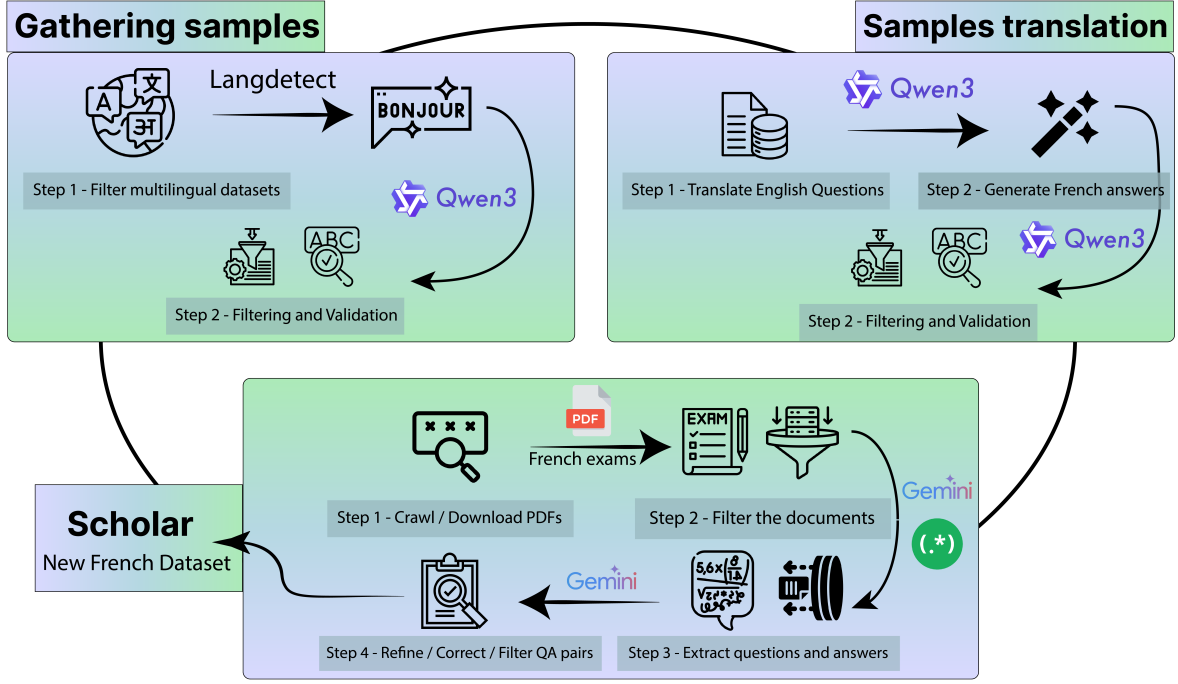 Gathering samples
Langdetect
BONJOUR
Step 1 - Filter multilingual datasets
Qwen3
ABC
Step 2 - Filtering and Validation
Samples translation
Qwen3
Step 1 - Translate English Questions
Step 2 - Generate French answers
Qwen3
ABC
Step 2 - Filtering and Validation
Scholar
New French Dataset
PDF
French exams
EXAM
Step 1 - Crawl / Download PDFs
Step 2 - Filter the documents
Gemini
(.*)
Gemini
Step 4 - Refine / Correct / Filter QA pairs
Step 3 - Extract questions and answers